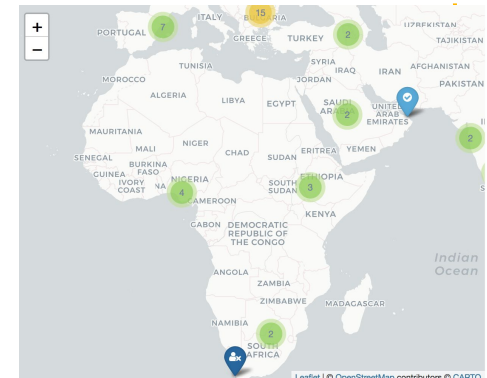 +
−
15
ITALY
7
PORTUGAL
GREECE
TURKEY
2
UZBEKISTAN
TAJIKISTAN
SYRIA
TUNISIA
IRAQ
IRAN
AFGHANISTAN
MOROCCO
JORDAN
PAKISTAN
ALGERIA
LIBYA
EGYPT
SAUDI
ARABIA
2
UNITED
ARAB
EMIRATES
MAURITANIA
2
MALI
NIGER
CHAD
SUDAN
ERITREA
YEMEN
SENEGAL
BURKINA
FASO
GUINEA
IVORY
COAST
NIGERIA
4
CAMEROON
SOUTH
SUDAN
3
ETHIOPIA
KENYA
GABON
DEMOCRATIC
REPUBLIC OF
THE CONGO
Indian
Ocean
ANGOLA
ZAMBIA
ZIMBABWE
MADAGASCAR
NAMIBIA
2
SOUTH
AFRICA
Leaflet | © OpenStreetMap contributors © CARTO